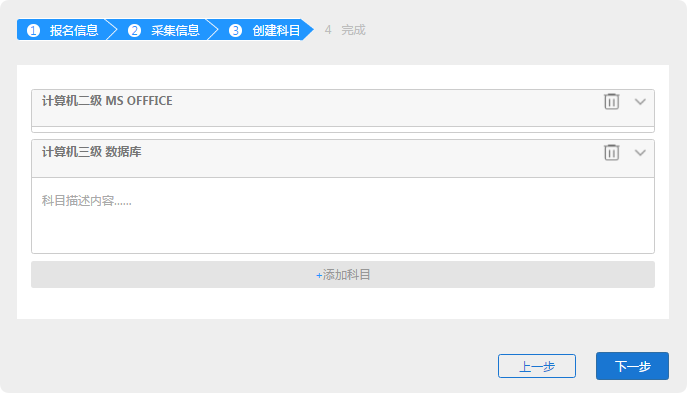 1 报名信息 2 采集信息 3 创建科目 4 完成
计算机二级 MS OFFFICE
计算机三级 数据库
科目描述内容......
+添加科目
上一步 下一步